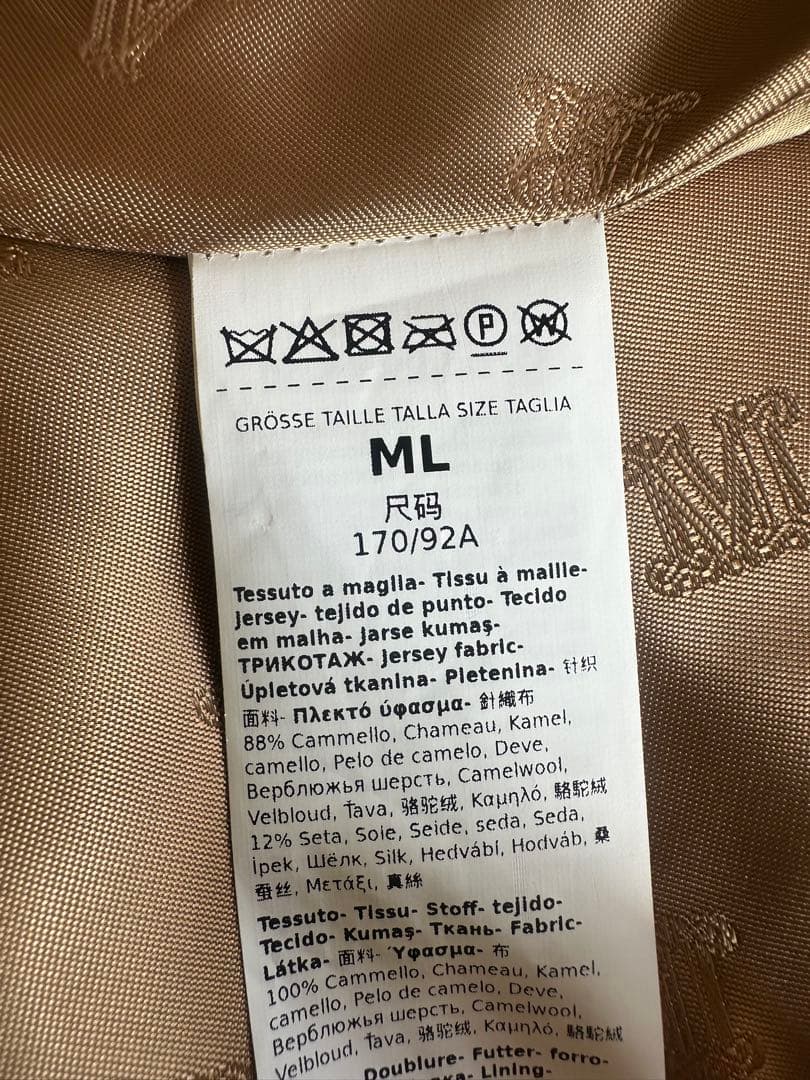 P W
GRÖSSE TAILLE TALLA SIZE TAGLIA
ML
尺码
170/92A
Tessuto a maglia- Tissu à maille-
jersey- tejido de punto- Tecido
em malha- jarse kumaş-
ТРИКОТАЖ- jersey fabric-
Úpletová tkanina- Pletenina- 针织
面料- Πλεκτό ύφασμα- 針織布
88% Cammello, Chameau, Kamel,
camello, Pelo de camelo, Deve,
Верблюжья шерсть, Camelwool,
Velbloud, Ťava, 骆驼绒, Καμηλό, 駱駝絨
12% Seta, Soie, Seide, seda, Seda,
İpek, Шёлк, Silk, Hedvábí, Hodváb, 桑
蚕丝, Μετάξι, 真絲
Tessuto- Tissu- Stoff- tejido-
Tecido- Kumaş- Ткань- Fabric-
Látka- 面料- Ύφασμα- 布
100% Cammello, Chameau, Kamel,
camello, Pelo de camelo, Deve,
Верблюжья шерсть, Camelwool,
Velbloud, Ťava, 骆驼绒, Καμηλό, 駱駝絨
Doublure- Futter- forro-
Lining-
M